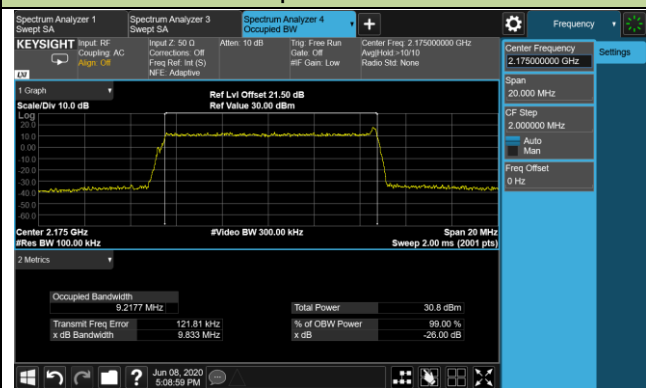 Spectrum Analyzer 1
Swept SA
Spectrum Analyzer 3
Swept SA
Spectrum Analyzer 4
Occupied BW
Frequency
KEYSIGHT
Input: RF
Coupling: AC
Align: Off
Input Z: 50 Ω
Corrections: Off
Freq Ref: Int (S)
NFE: Adaptive
Atten: 10 dB
Trig: Free Run
Gate: Off
#IF Gain: Low
Center Freq: 2.175000000 GHz
Avg|Hold:>10/10
Radio Std: None
LXI
Center Frequency
2.175000000 GHz
Settings
Span
20.000 MHz
CF Step
2.000000 MHz
Auto
Man
Freq Offset
0 Hz
1 Graph
Ref Lvl Offset 21.50 dB
Scale/Div 10.0 dB
Ref Value 30.00 dBm
Log
20.0
10.0
0.00
-10.0
-20.0
-30.0
-40.0
-50.0
-60.0
Center 2.175 GHz
#Video BW 300.00 kHz
Span 20 MHz
#Res BW 100.00 kHz
Sweep 2.00 ms (2001 pts)
2 Metrics
Occupied Bandwidth
9.2177 MHz
Total Power
30.8 dBm
Transmit Freq Error
121.81 kHz
% of OBW Power
99.00 %
x dB Bandwidth
9.833 MHz
x dB
-26.00 dB
Jun 08, 2020
5:08:59 PM